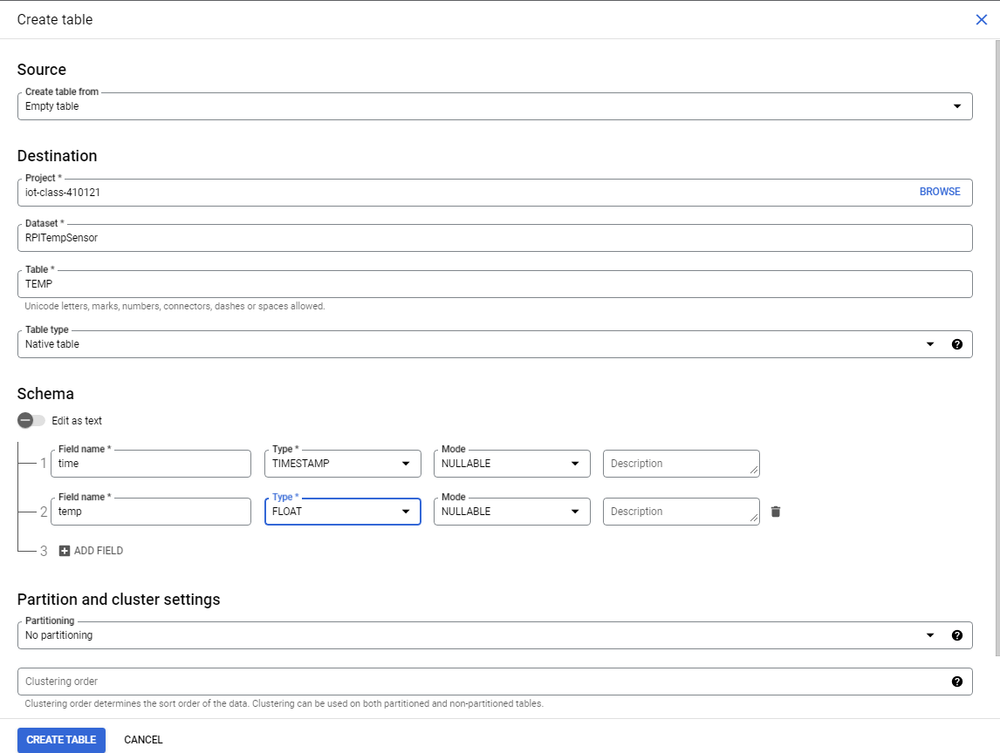 Create table
Source
Create table from
Empty table
Destination
Project *
iot-class-410121
BROWSE
Dataset *
RPITempSensor
Table *
TEMP
Unicode letters, marks, numbers, connectors, dashes or spaces allowed.
Table type
Native table
Schema
Edit as text
Field name * Type * Mode
1 time TIMESTAMP NULLABLE Description
Field name * Type * Mode
2 temp FLOAT NULLABLE Description
3 ADD FIELD
Partition and cluster settings
Partitioning
No partitioning
Clustering order
Clustering order determines the sort order of the data. Clustering can be used on both partitioned and non-partitioned tables.
CREATE TABLE CANCEL